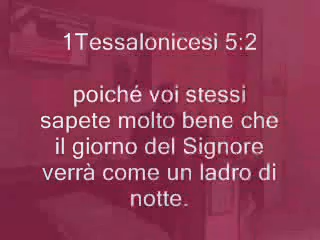 1Tessalonicesi 5:2
poiché voi stessi
sapete molto bene che
il giorno del Signore
verrà come un ladro di
notte.